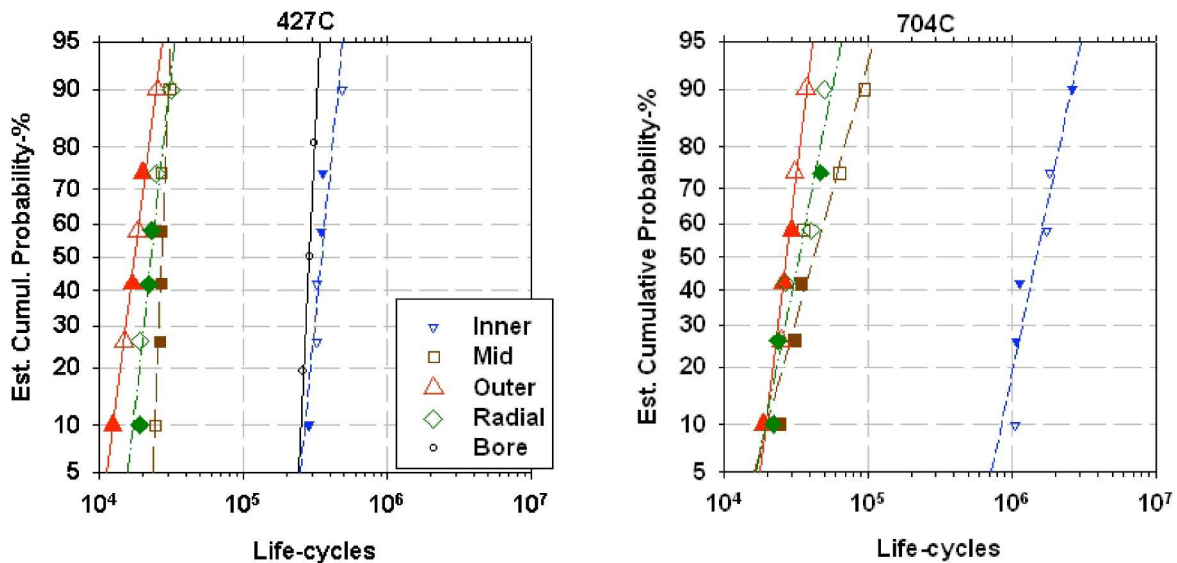 427C
Est. Cumul. Probability-%
95
90
80
70
60
50
40
30
20
10
5
10⁴
10⁵
10⁶
10⁷
Life-cycles
Inner
Mid
Outer
Radial
Bore
704C
Est. Cumulative Probability-%
95
90
80
70
60
50
40
30
20
10
5
10⁴
10⁵
10⁶
10⁷
Life-cycles